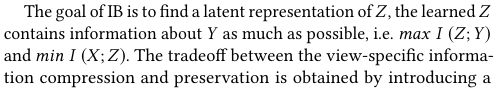 The goal of IB is to find a latent representation of Z, the learned Z
contains information about Y as much as possible, i.e. max I (Z;Y)
and min I (X;Z). The tradeoff between the view-specific informa-
tion compression and preservation is obtained by introducing a